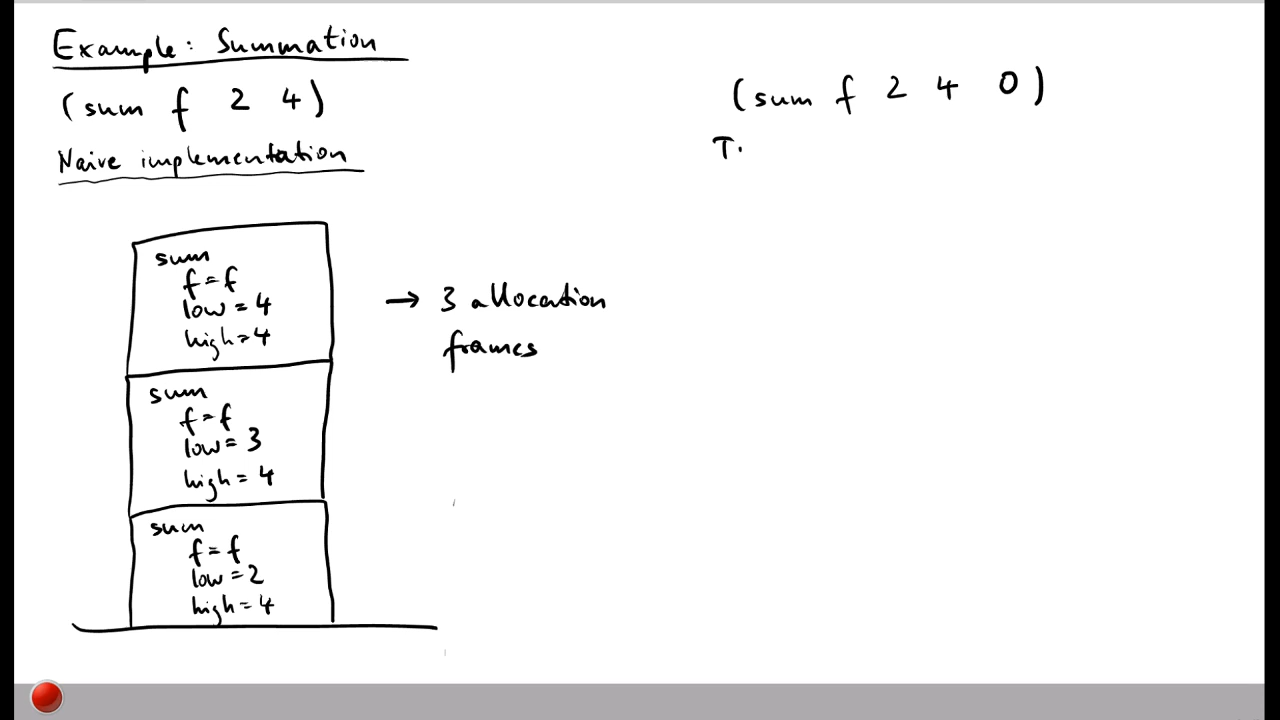 Example: Summation
(sum f 2 4)
Naive implementation
sum
f=f
low=4
high=4
→ 3 allocation
frames
sum
f=f
low=3
high=4
sum
f=f
low=2
high=4
(sum f 2 4 0)
T.